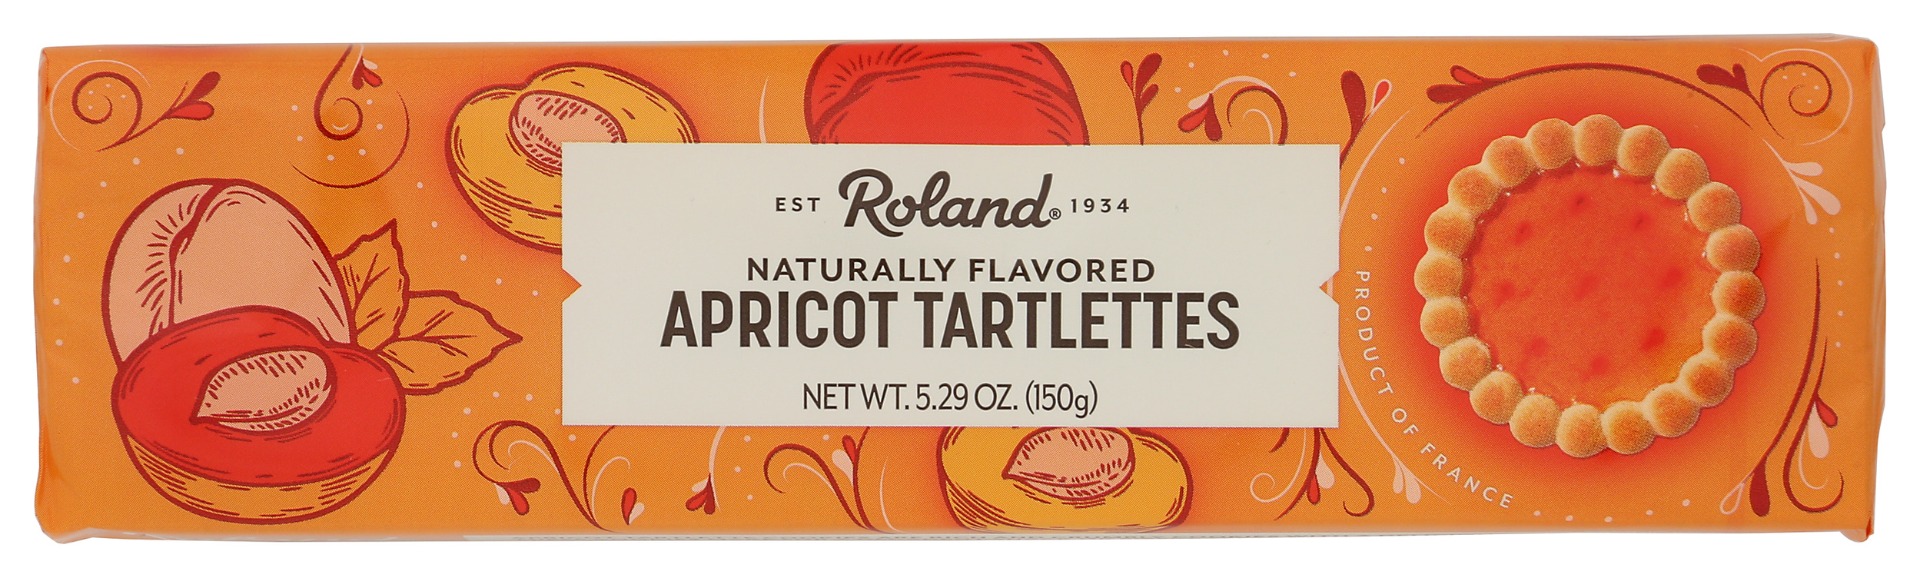 EST Roland® 1934
NATURALLY FLAVORED
APRICOT TARTLETTES
NET WT. 5.29 OZ. (150g)
PRODUCT OF FRANCE